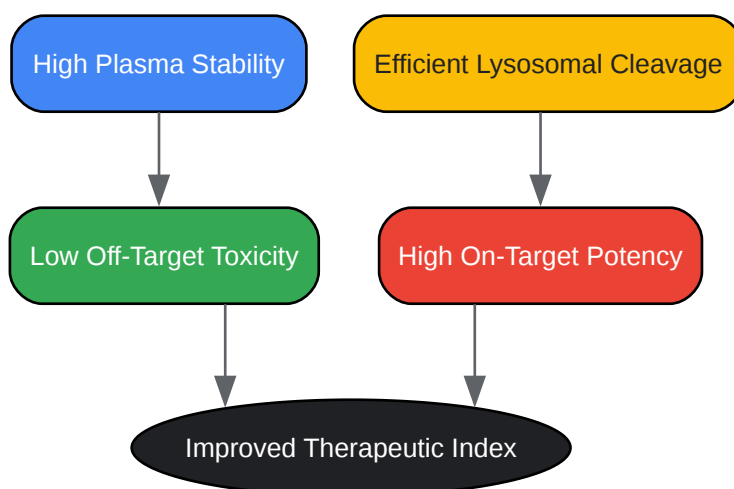 High Plasma Stability
Efficient Lysosomal Cleavage
Low Off-Target Toxicity
High On-Target Potency
Improved Therapeutic Index